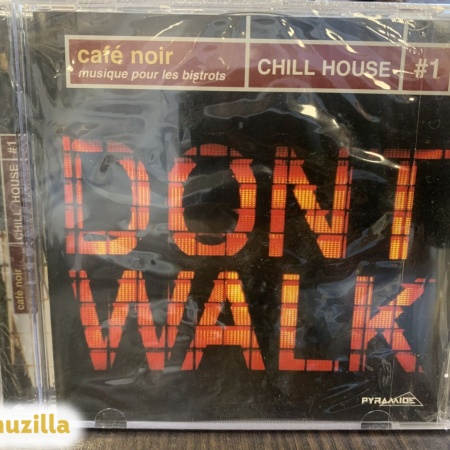 café noir
musique pour les bistrots
CHILL HOUSE
#1
DONT
WALK
PYRAMIDE
café noir
CHILL HOUSE
#1